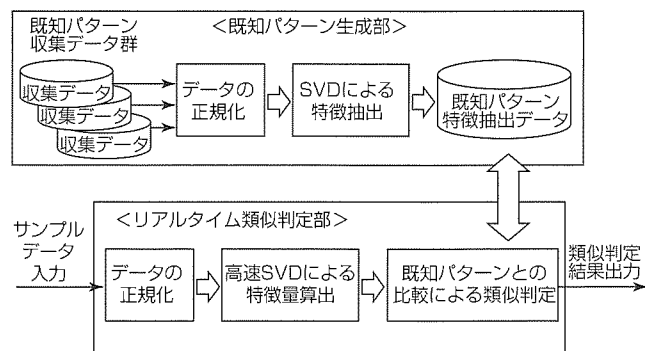 既知パターン
収集データ群
＜既知パターン生成部＞
収集データ
収集データ
収集データ
データの
正規化
SVDによる
特徴抽出
既知パターン
特徴抽出データ
サンプル
データ
入力
＜リアルタイム類似判定部＞
データの
正規化
高速SVDによる
特徴量算出
既知パターンとの
比較による類似判定
類似判定
結果出力